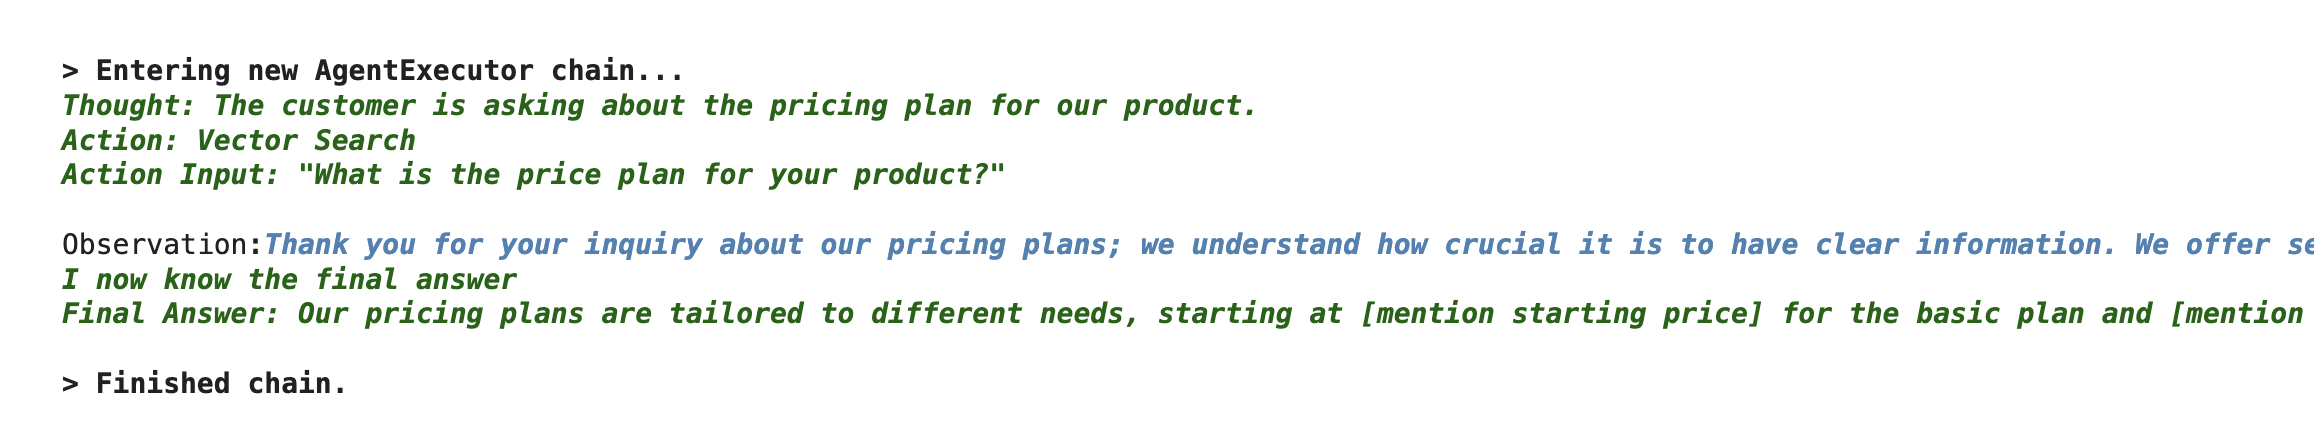 > Entering new AgentExecutor chain...
Thought: The customer is asking about the pricing plan for our product.
Action: Vector Search
Action Input: "What is the price plan for your product?"
Observation:Thank you for your inquiry about our pricing plans; we understand how crucial it is to have clear information. We offer se
I now know the final answer
Final Answer: Our pricing plans are tailored to different needs, starting at [mention starting price] for the basic plan and [mention
> Finished chain.